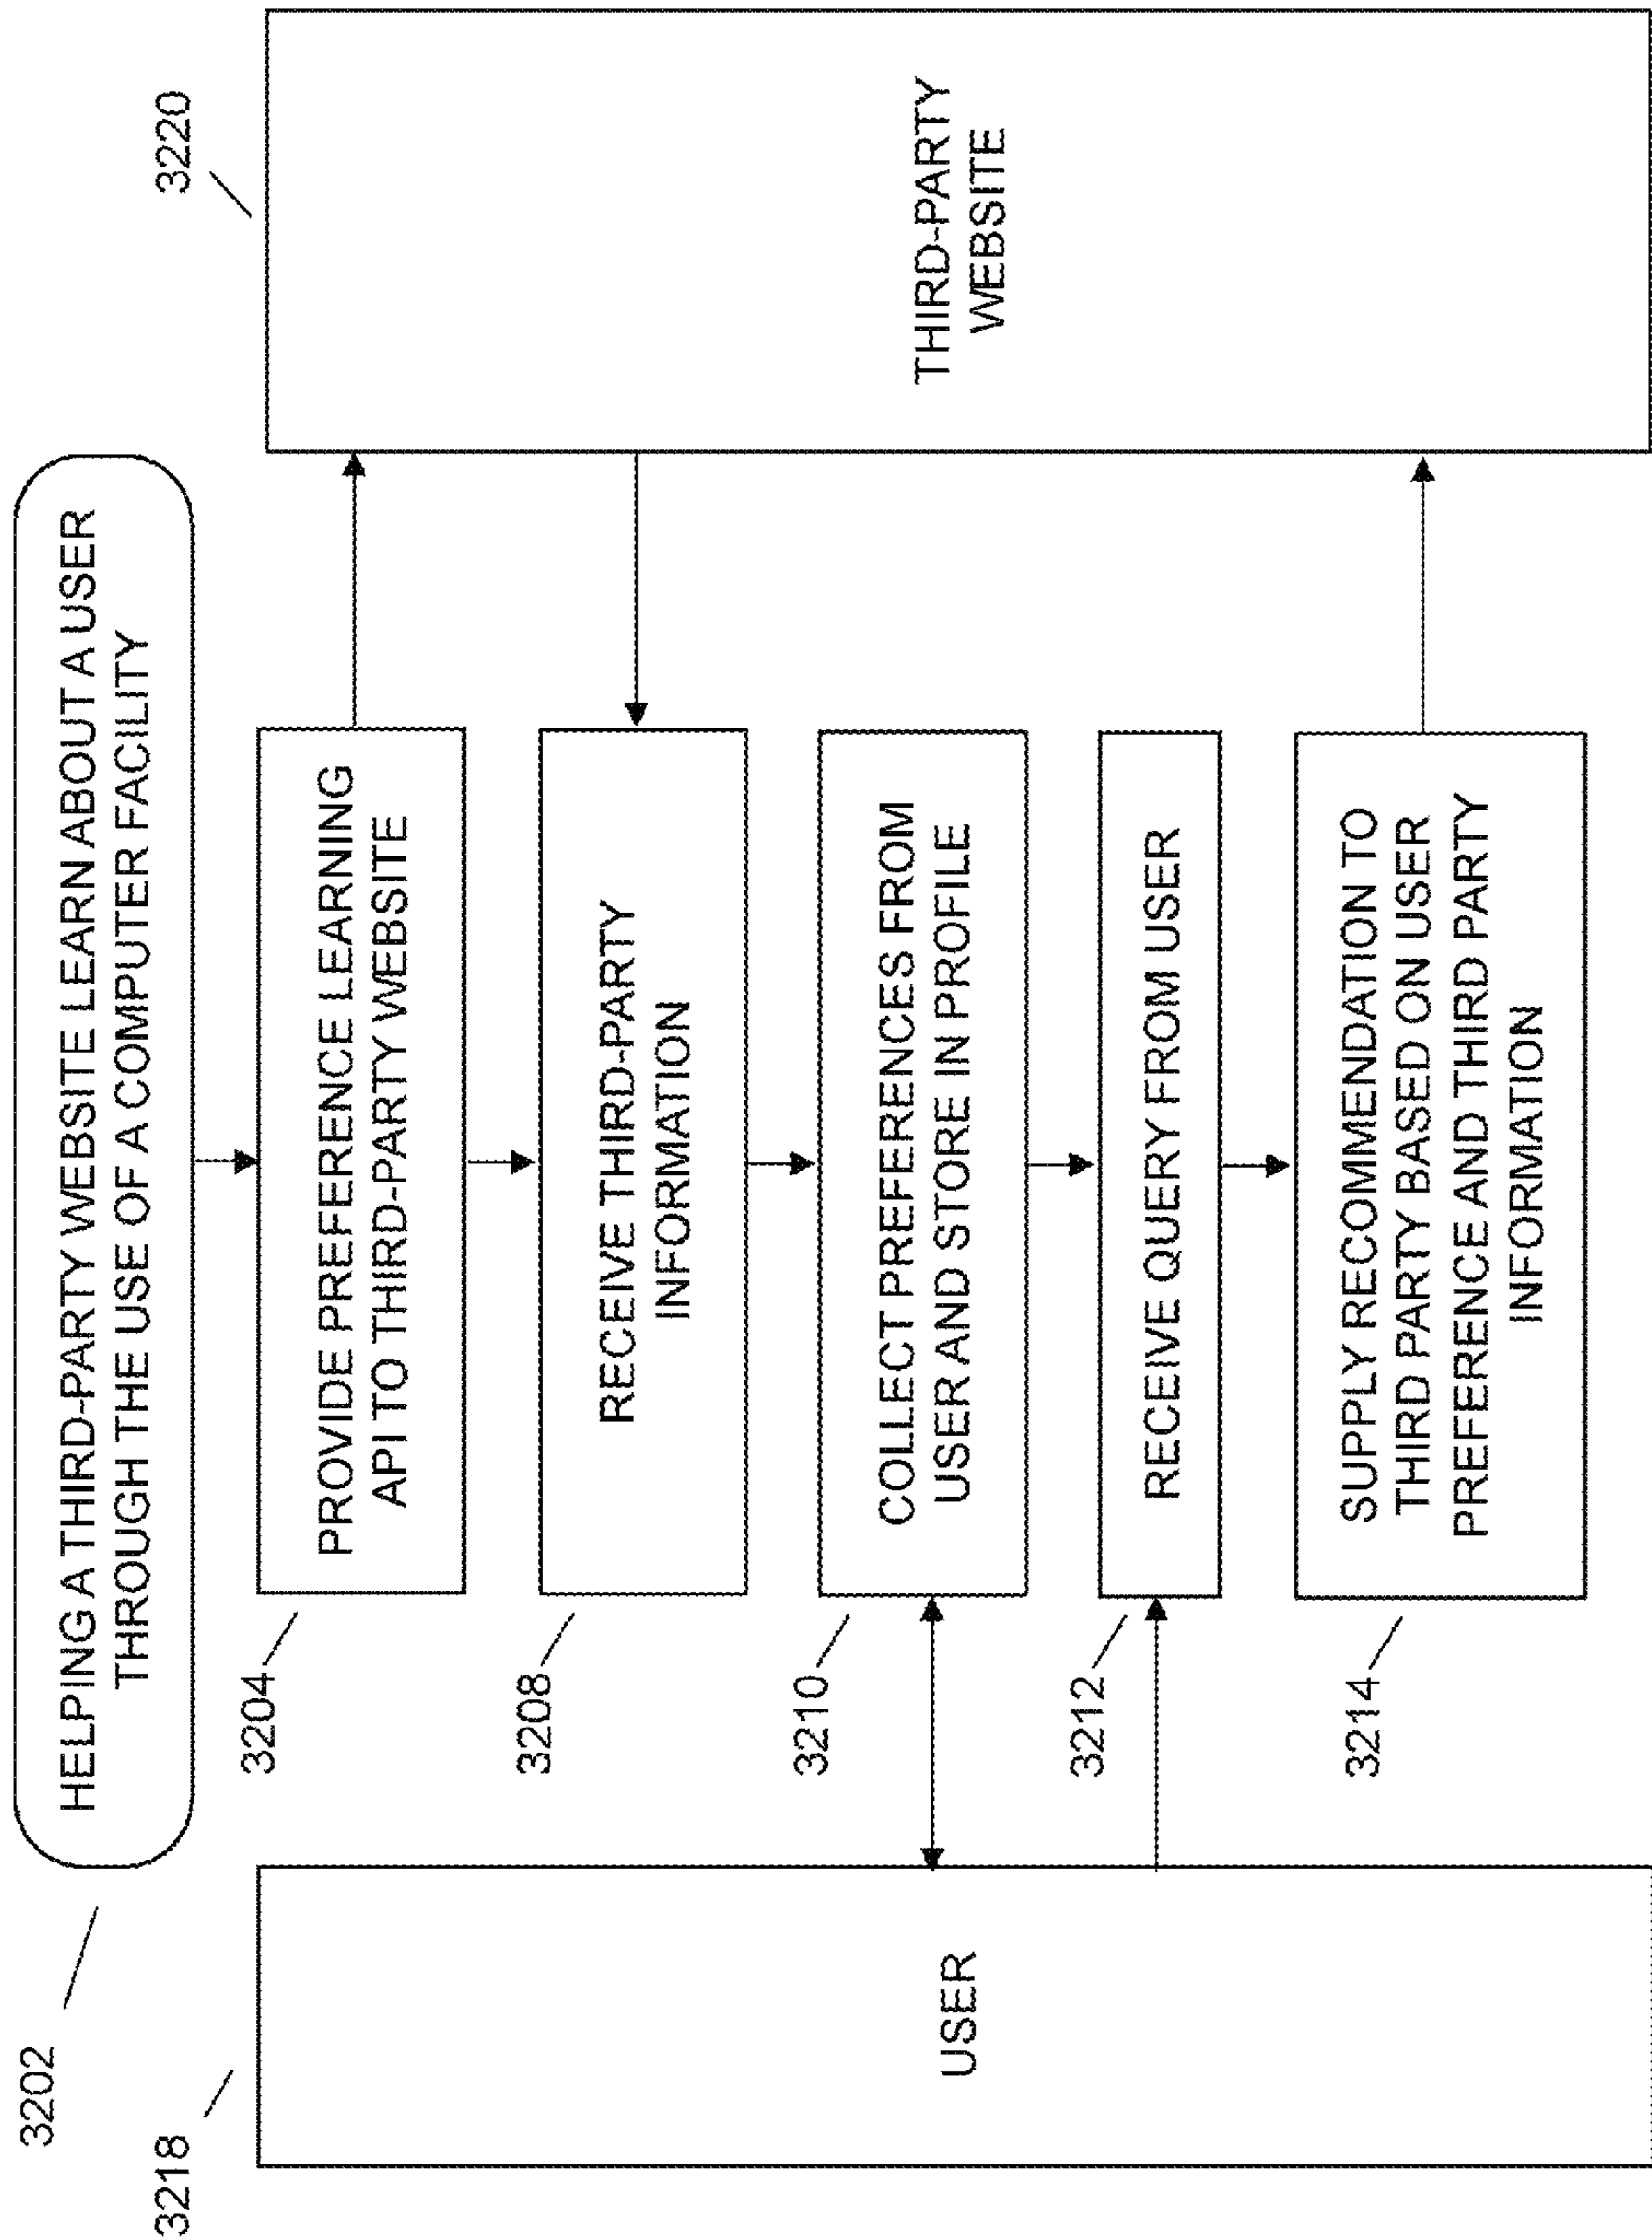 3202
HELPING A THIRD-PARTY WEBSITE LEARN ABOUT A USER
THROUGH THE USE OF A COMPUTER FACILITY
3218
USER
3204
PROVIDE PREFERENCE LEARNING
API TO THIRD-PARTY WEBSITE
3208
RECEIVE THIRD-PARTY
INFORMATION
3210
COLLECT PREFERENCES FROM
USER AND STORE IN PROFILE
3212
RECEIVE QUERY FROM USER
3214
SUPPLY RECOMMENDATION TO
THIRD PARTY BASED ON USER
PREFERENCE AND THIRD PARTY
INFORMATION
3220
THIRD-PARTY
WEBSITE